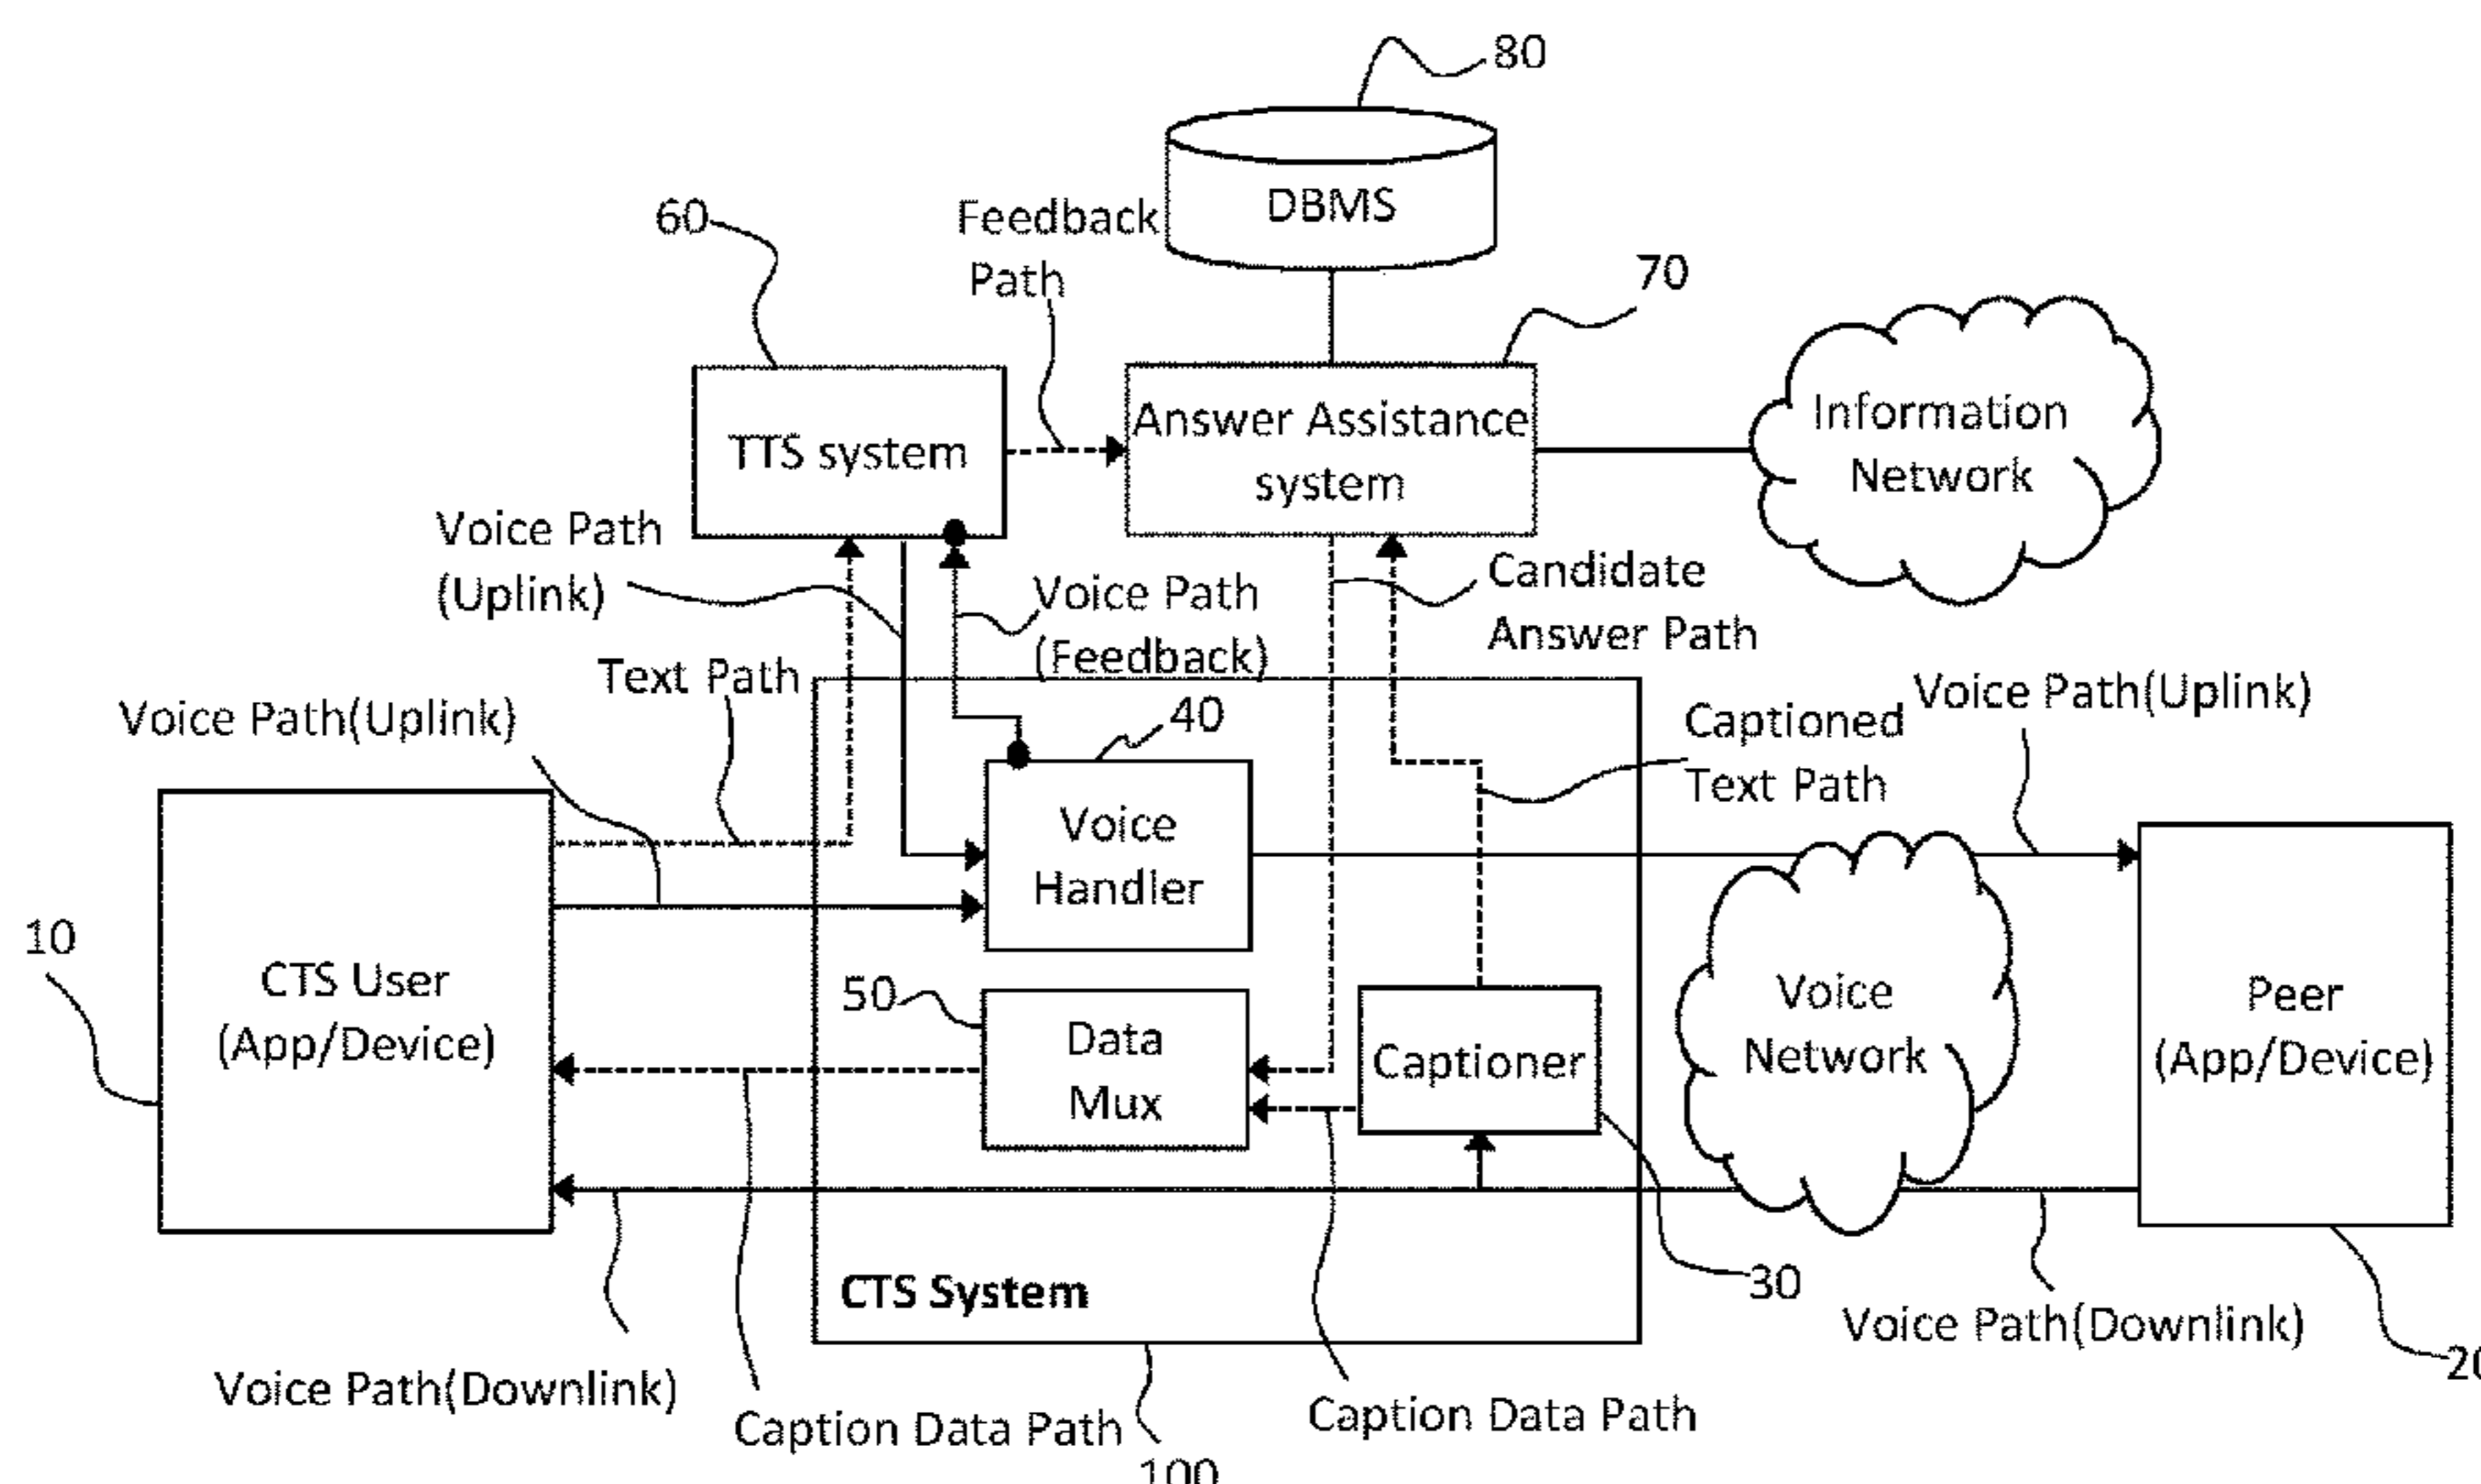 80
DBMS
60
Feedback
Path
70
TTS system
Answer Assistance
system
Information
Network
Voice Path
(Uplink)
Voice Path
(Feedback)
Candidate
Answer Path
Text Path
Voice Path(Uplink)
40
Captioned
Text Path
Voice Path(Uplink)
Voice
Handler
10
CTS User
(App/Device)
50
Data
Mux
Captioner
Voice
Network
Peer
(App/Device)
CTS System
30
Voice Path(Downlink)
20
Voice Path(Downlink)
Caption Data Path
Caption Data Path
100